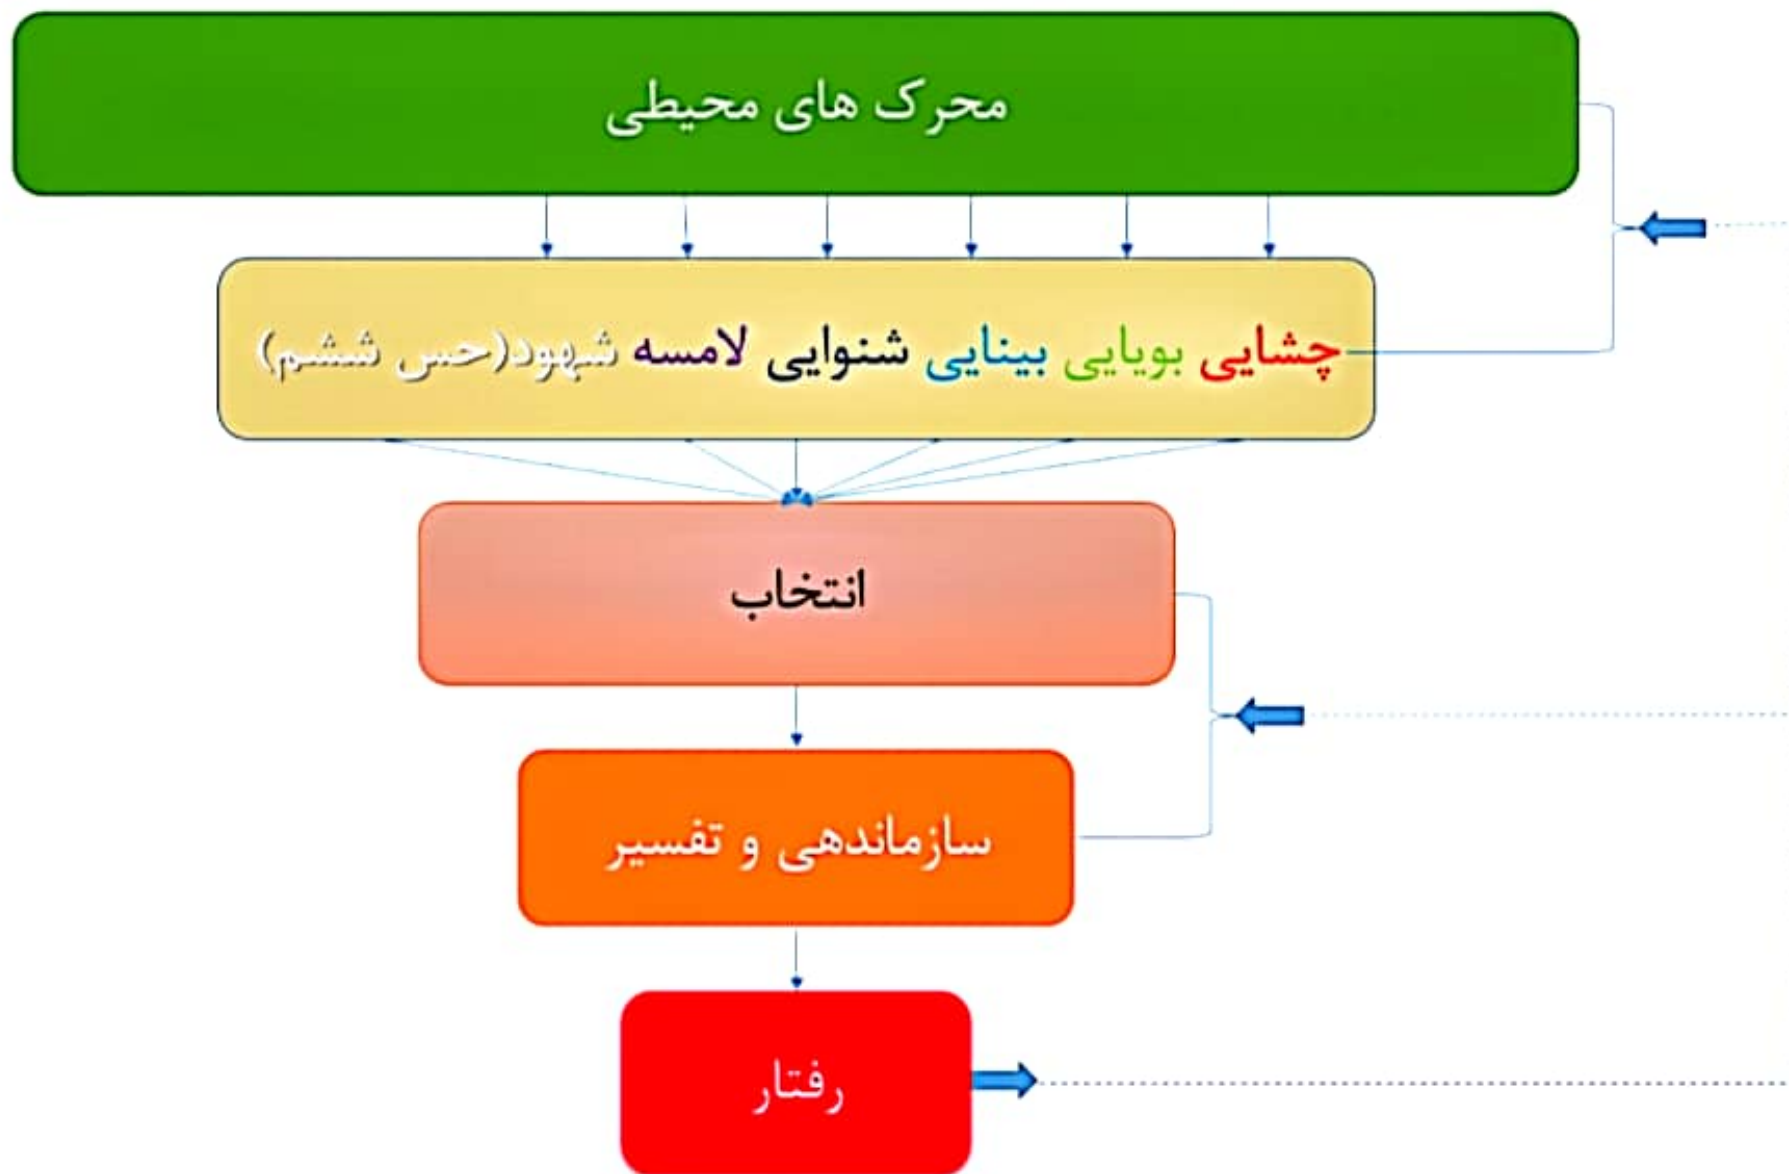 محرک های محیطی
چشایی بویایی بینایی شنوایی لامسه شهود(حس ششم)
انتخاب
سازماندهی و تفسیر
رفتار